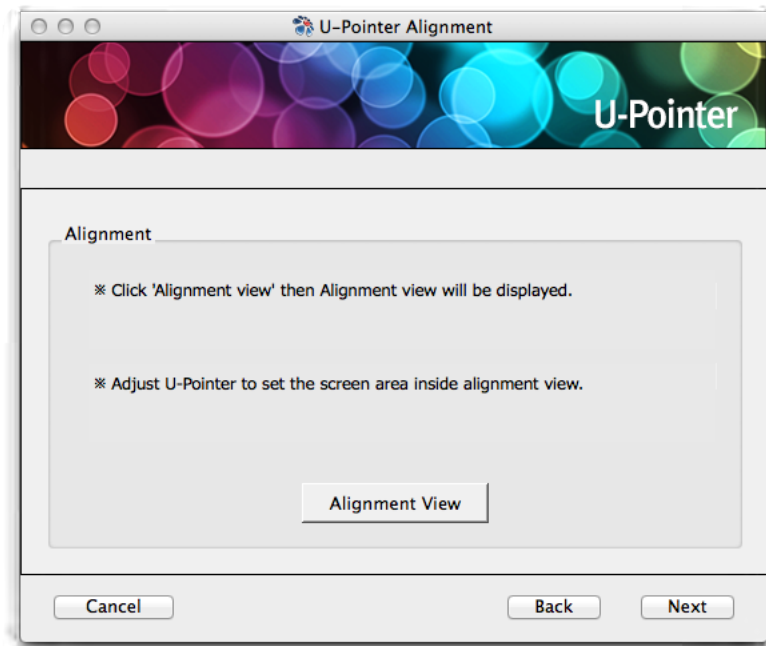 U-Pointer Alignment
U-Pointer
Alignment
※ Click 'Alignment view' then Alignment view will be displayed.
※ Adjust U-Pointer to set the screen area inside alignment view.
Alignment View
Cancel Back Next